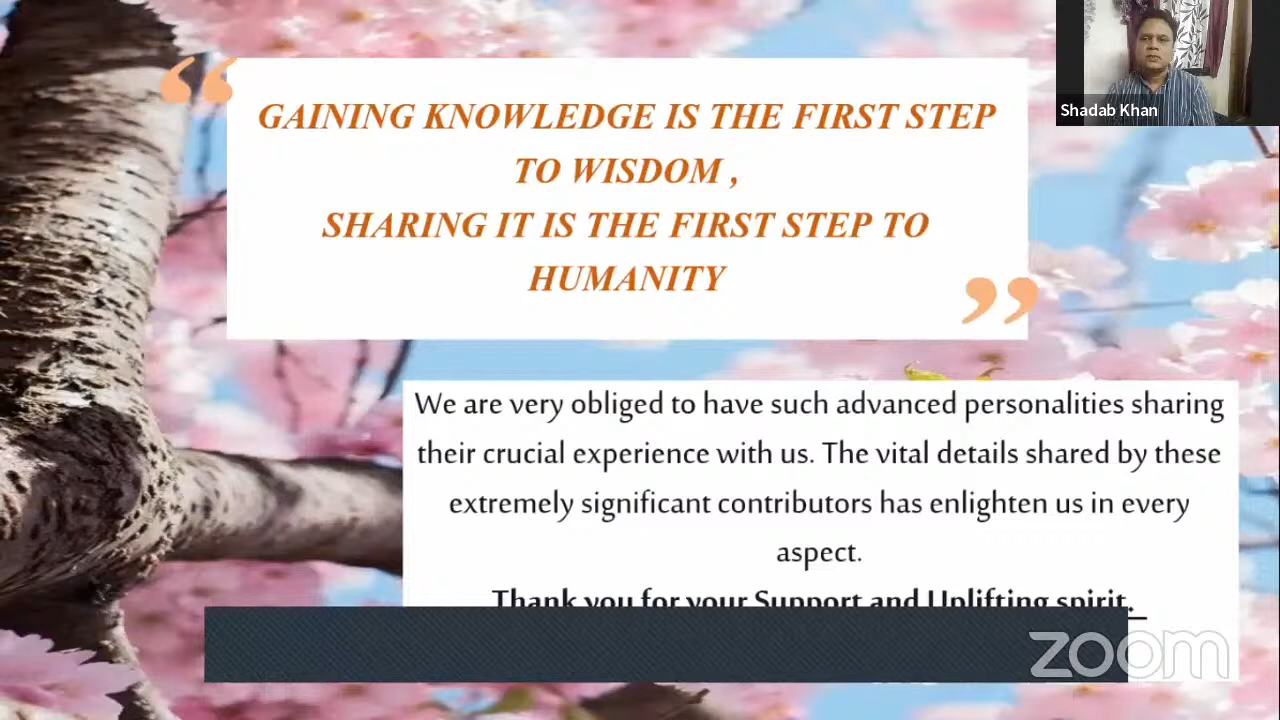 “
GAINING KNOWLEDGE IS THE FIRST STEP
TO WISDOM ,
SHARING IT IS THE FIRST STEP TO
HUMANITY
”
Shadab Khan
We are very obliged to have such advanced personalities sharing
their crucial experience with us. The vital details shared by these
extremely significant contributors has enlighten us in every
aspect.
Thank you for your Support and Uplifting spirit.
zoom